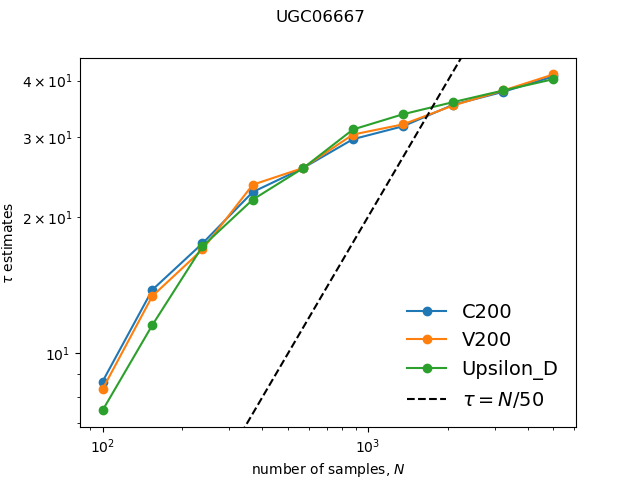 UGC06667
4 × 10¹
3 × 10¹
2 × 10¹
10¹
τ estimates
C200
V200
Upsilon_D
τ = N/50
10² 10³
number of samples, N